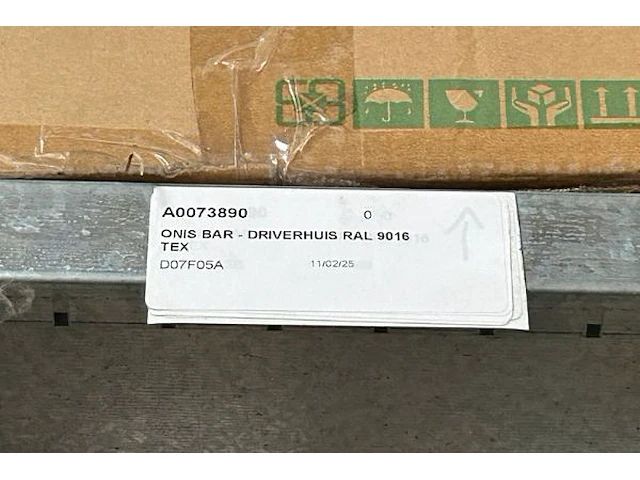 A0073890 0
ONIS BAR - DRIVERHUIS RAL 9016
TEX
D07F05A 11/02/25